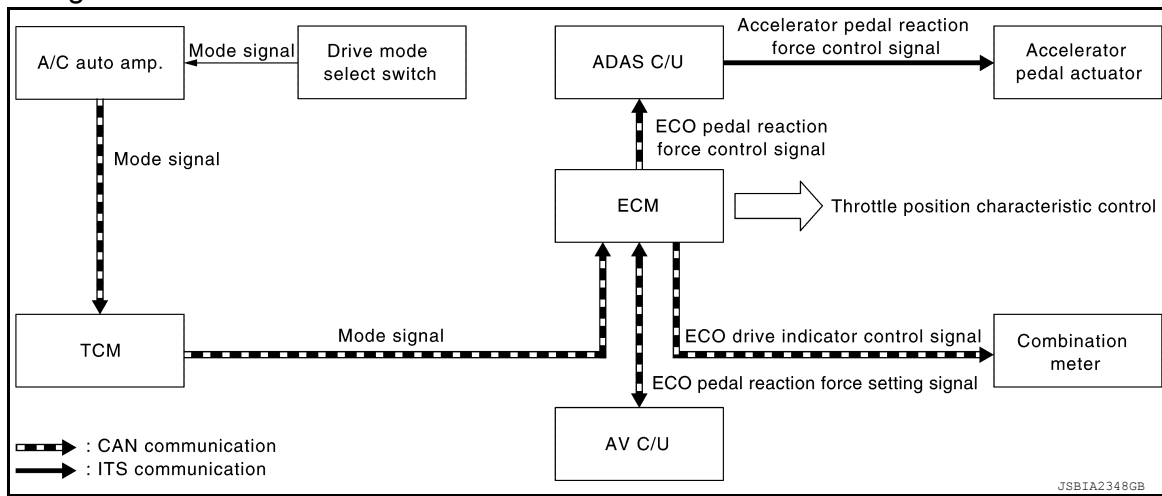 A/C auto amp.
Mode signal
Drive mode
select switch
ADAS C/U
Accelerator pedal reaction
force control signal
Accelerator
pedal actuator
Mode signal
ECO pedal reaction
force control signal
ECM
Throttle position characteristic control
TCM
Mode signal
ECO drive indicator control signal
Combination
meter
ECO pedal reaction force setting signal
AV C/U
: CAN communication
: ITS communication
JSBIA2348GB